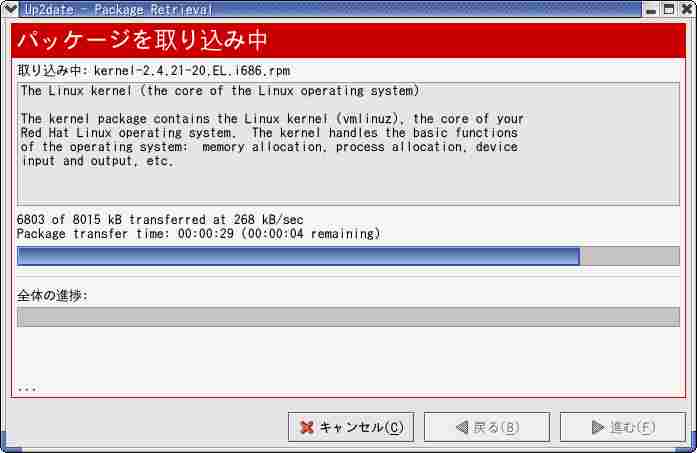 Up2date - Package Retrieval
パッケージを取り込み中
取り込み中: kernel-2.4.21-20.EL.i686.rpm
The Linux kernel (the core of the Linux operating system)
The kernel package contains the Linux kernel (vmlinuz), the core of your
Red Hat Linux operating system.  The kernel handles the basic functions
of the operating system:  memory allocation, process allocation, device
input and output, etc.
6803 of 8015 kB transferred at 268 kB/sec
Package transfer time: 00:00:29 (00:00:04 remaining)
全体の進捗:
...
キャンセル(C) 戻る(B) 進む(F)